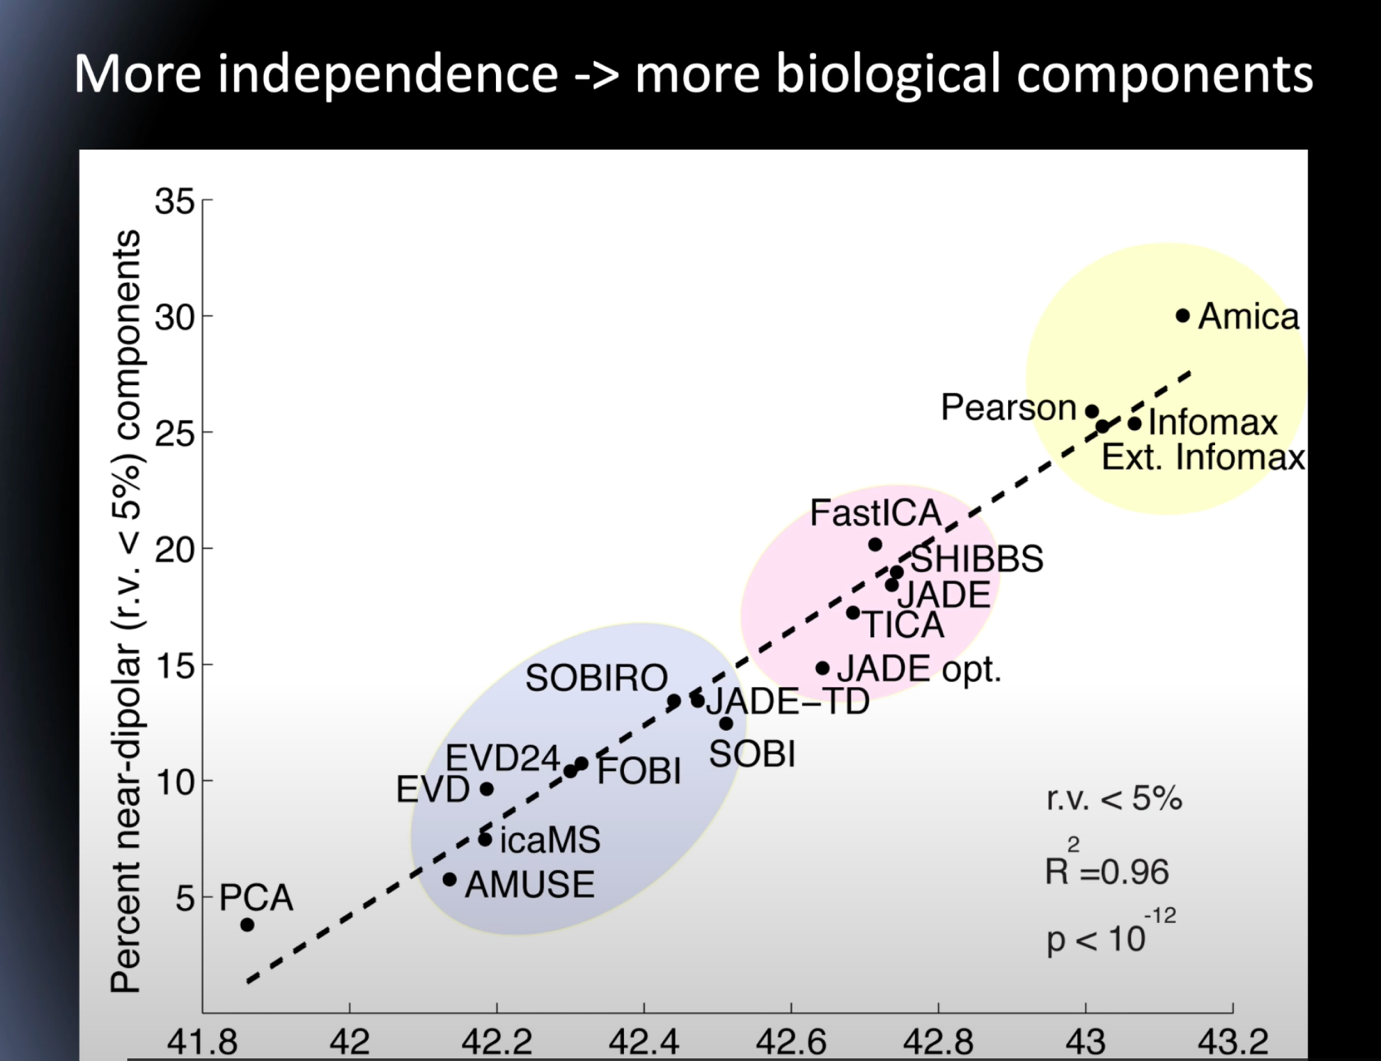 More independence -> more biological components
Percent near-dipolar (r.v. < 5%) components
35
30
25
20
15
10
5
Amica
Pearson
Infomax
Ext. Infomax
FastICA
SHIBBS
JADE
TICA
JADE opt.
SOBIRO
JADE–TD
SOBI
EVD24
FOBI
EVD
icaMS
AMUSE
PCA
r.v. < 5%
R²=0.96
p < 10⁻¹²
41.8 42 42.2 42.4 42.6 42.8 43 43.2